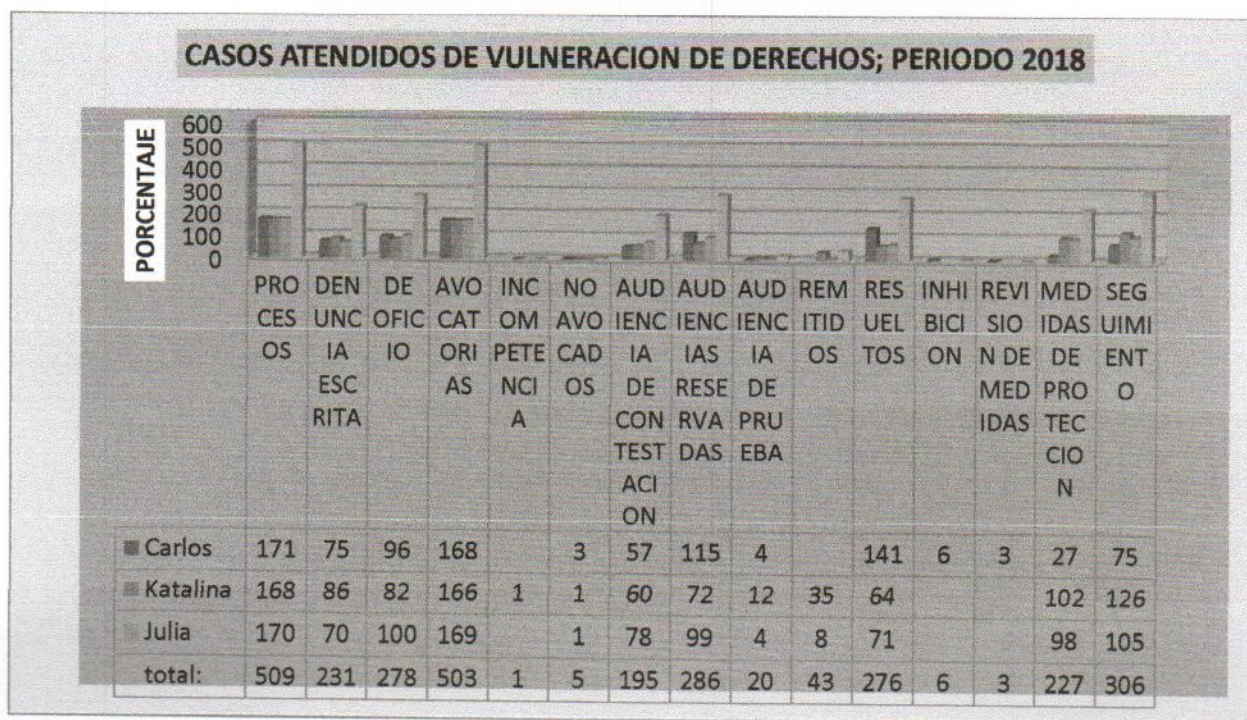 CASOS ATENDIDOS DE VULNERACION DE DERECHOS; PERIODO 2018
PORCENTAJE
600
500
400
300
200
100
0
PRO
CES
OS
DEN
UNC
IA
ESC
RITA
DE
OFIC
IO
AVO
CAT
ORI
AS
INC
OM
PETE
NCI
A
NO
AVO
CAD
OS
AUD
IENC
IA
DE
CON
TEST
ACI
ON
AUD
IENC
IAS
RESE
RVA
DAS
AUD
IENC
IA
DE
PRU
EBA
REM
ITID
OS
RES
UEL
TOS
INHI
BICI
ON
REVI
SIO
N DE
MED
IDAS
MED
IDAS
DE
PRO
TEC
CIO
N
SEG
UIMI
ENT
O
Carlos 171 75 96 168 3 57 115 4 141 6 3 27 75
Katalina 168 86 82 166 1 1 60 72 12 35 64 102 126
Julia 170 70 100 169 1 78 99 4 8 71 98 105
total: 509 231 278 503 1 5 195 286 20 43 276 6 3 227 306